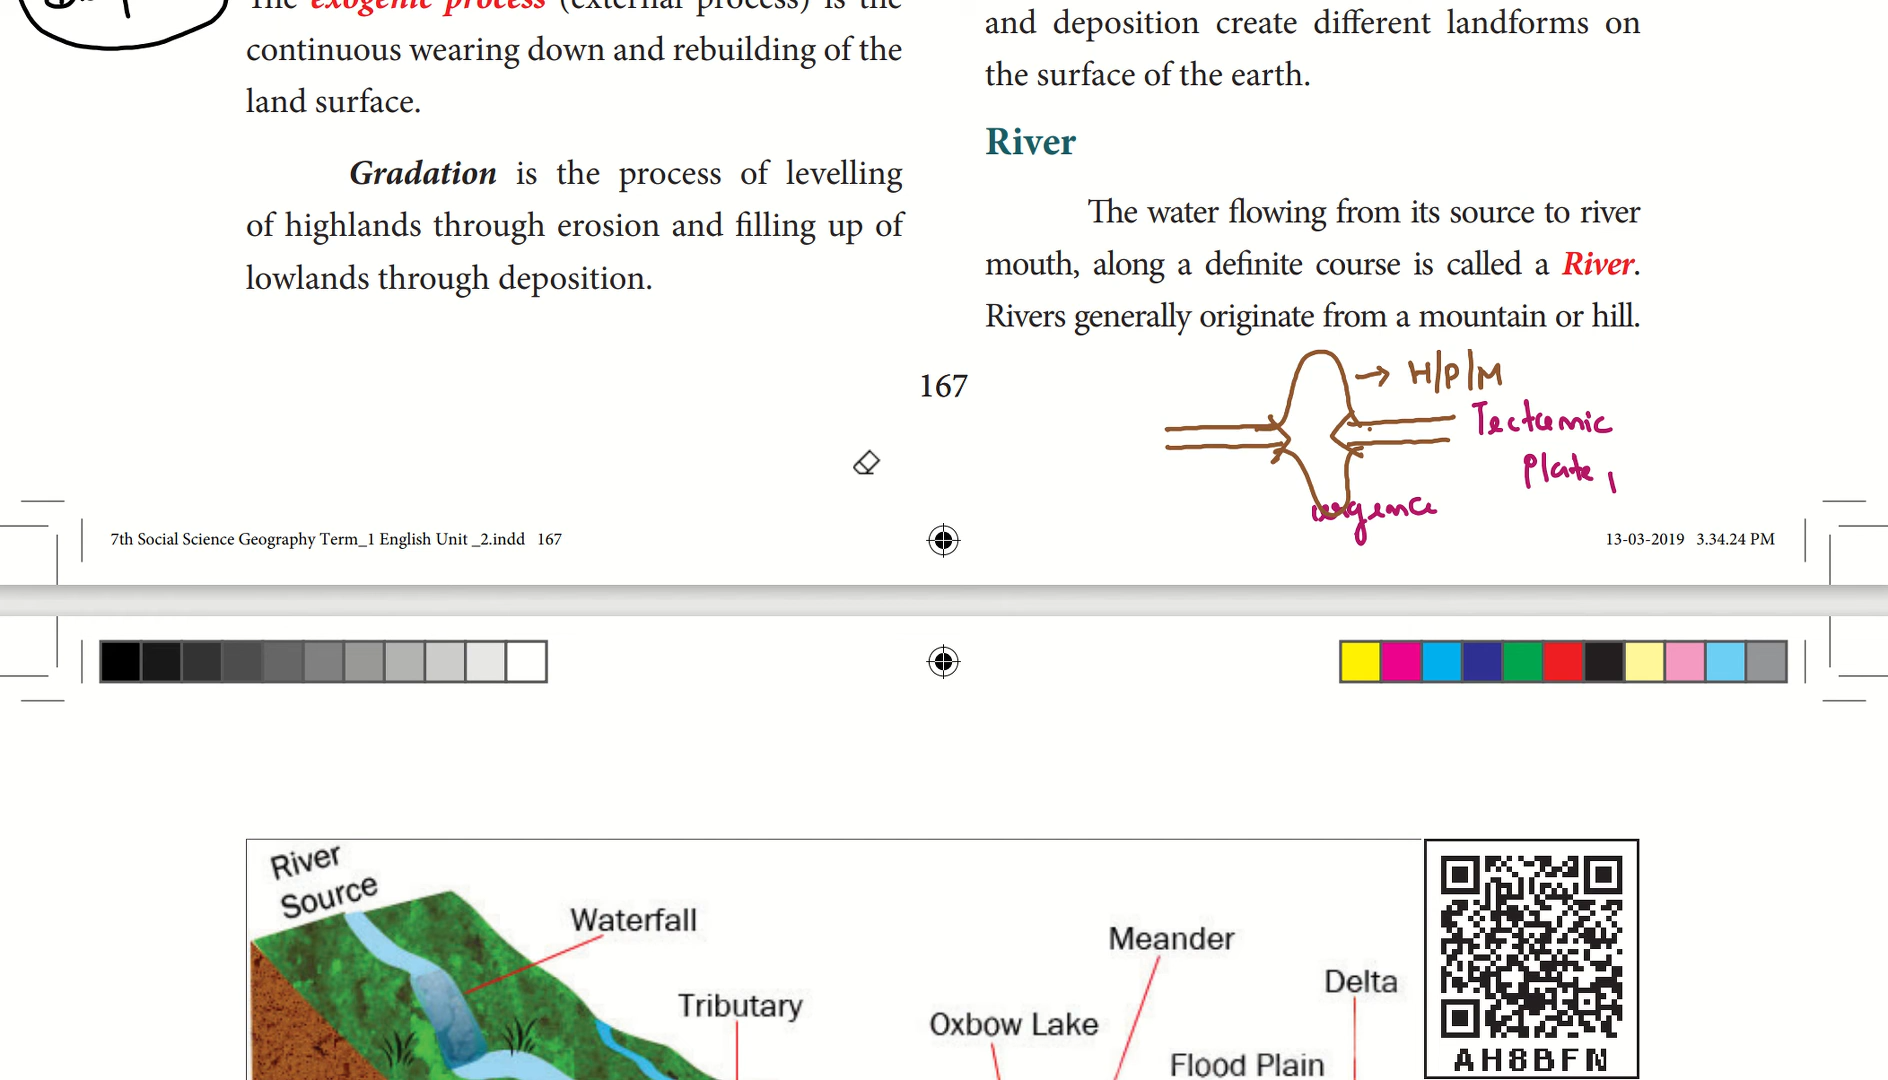 The exogenic process (external process) is the
continuous wearing down and rebuilding of the
land surface.
Gradation is the process of levelling
of highlands through erosion and filling up of
lowlands through deposition.
and deposition create different landforms on
the surface of the earth.
River
The water flowing from its source to river
mouth, along a definite course is called a River.
Rivers generally originate from a mountain or hill.
→ H/P/M
Tectumic
Plate
167
7th Social Science Geography Term_1 English Unit _2.indd 167
13-03-2019 3.34.24 PM
River
Source
Waterfall
Tributary
Meander
Delta
Oxbow Lake
Flood Plain
AH8BFN